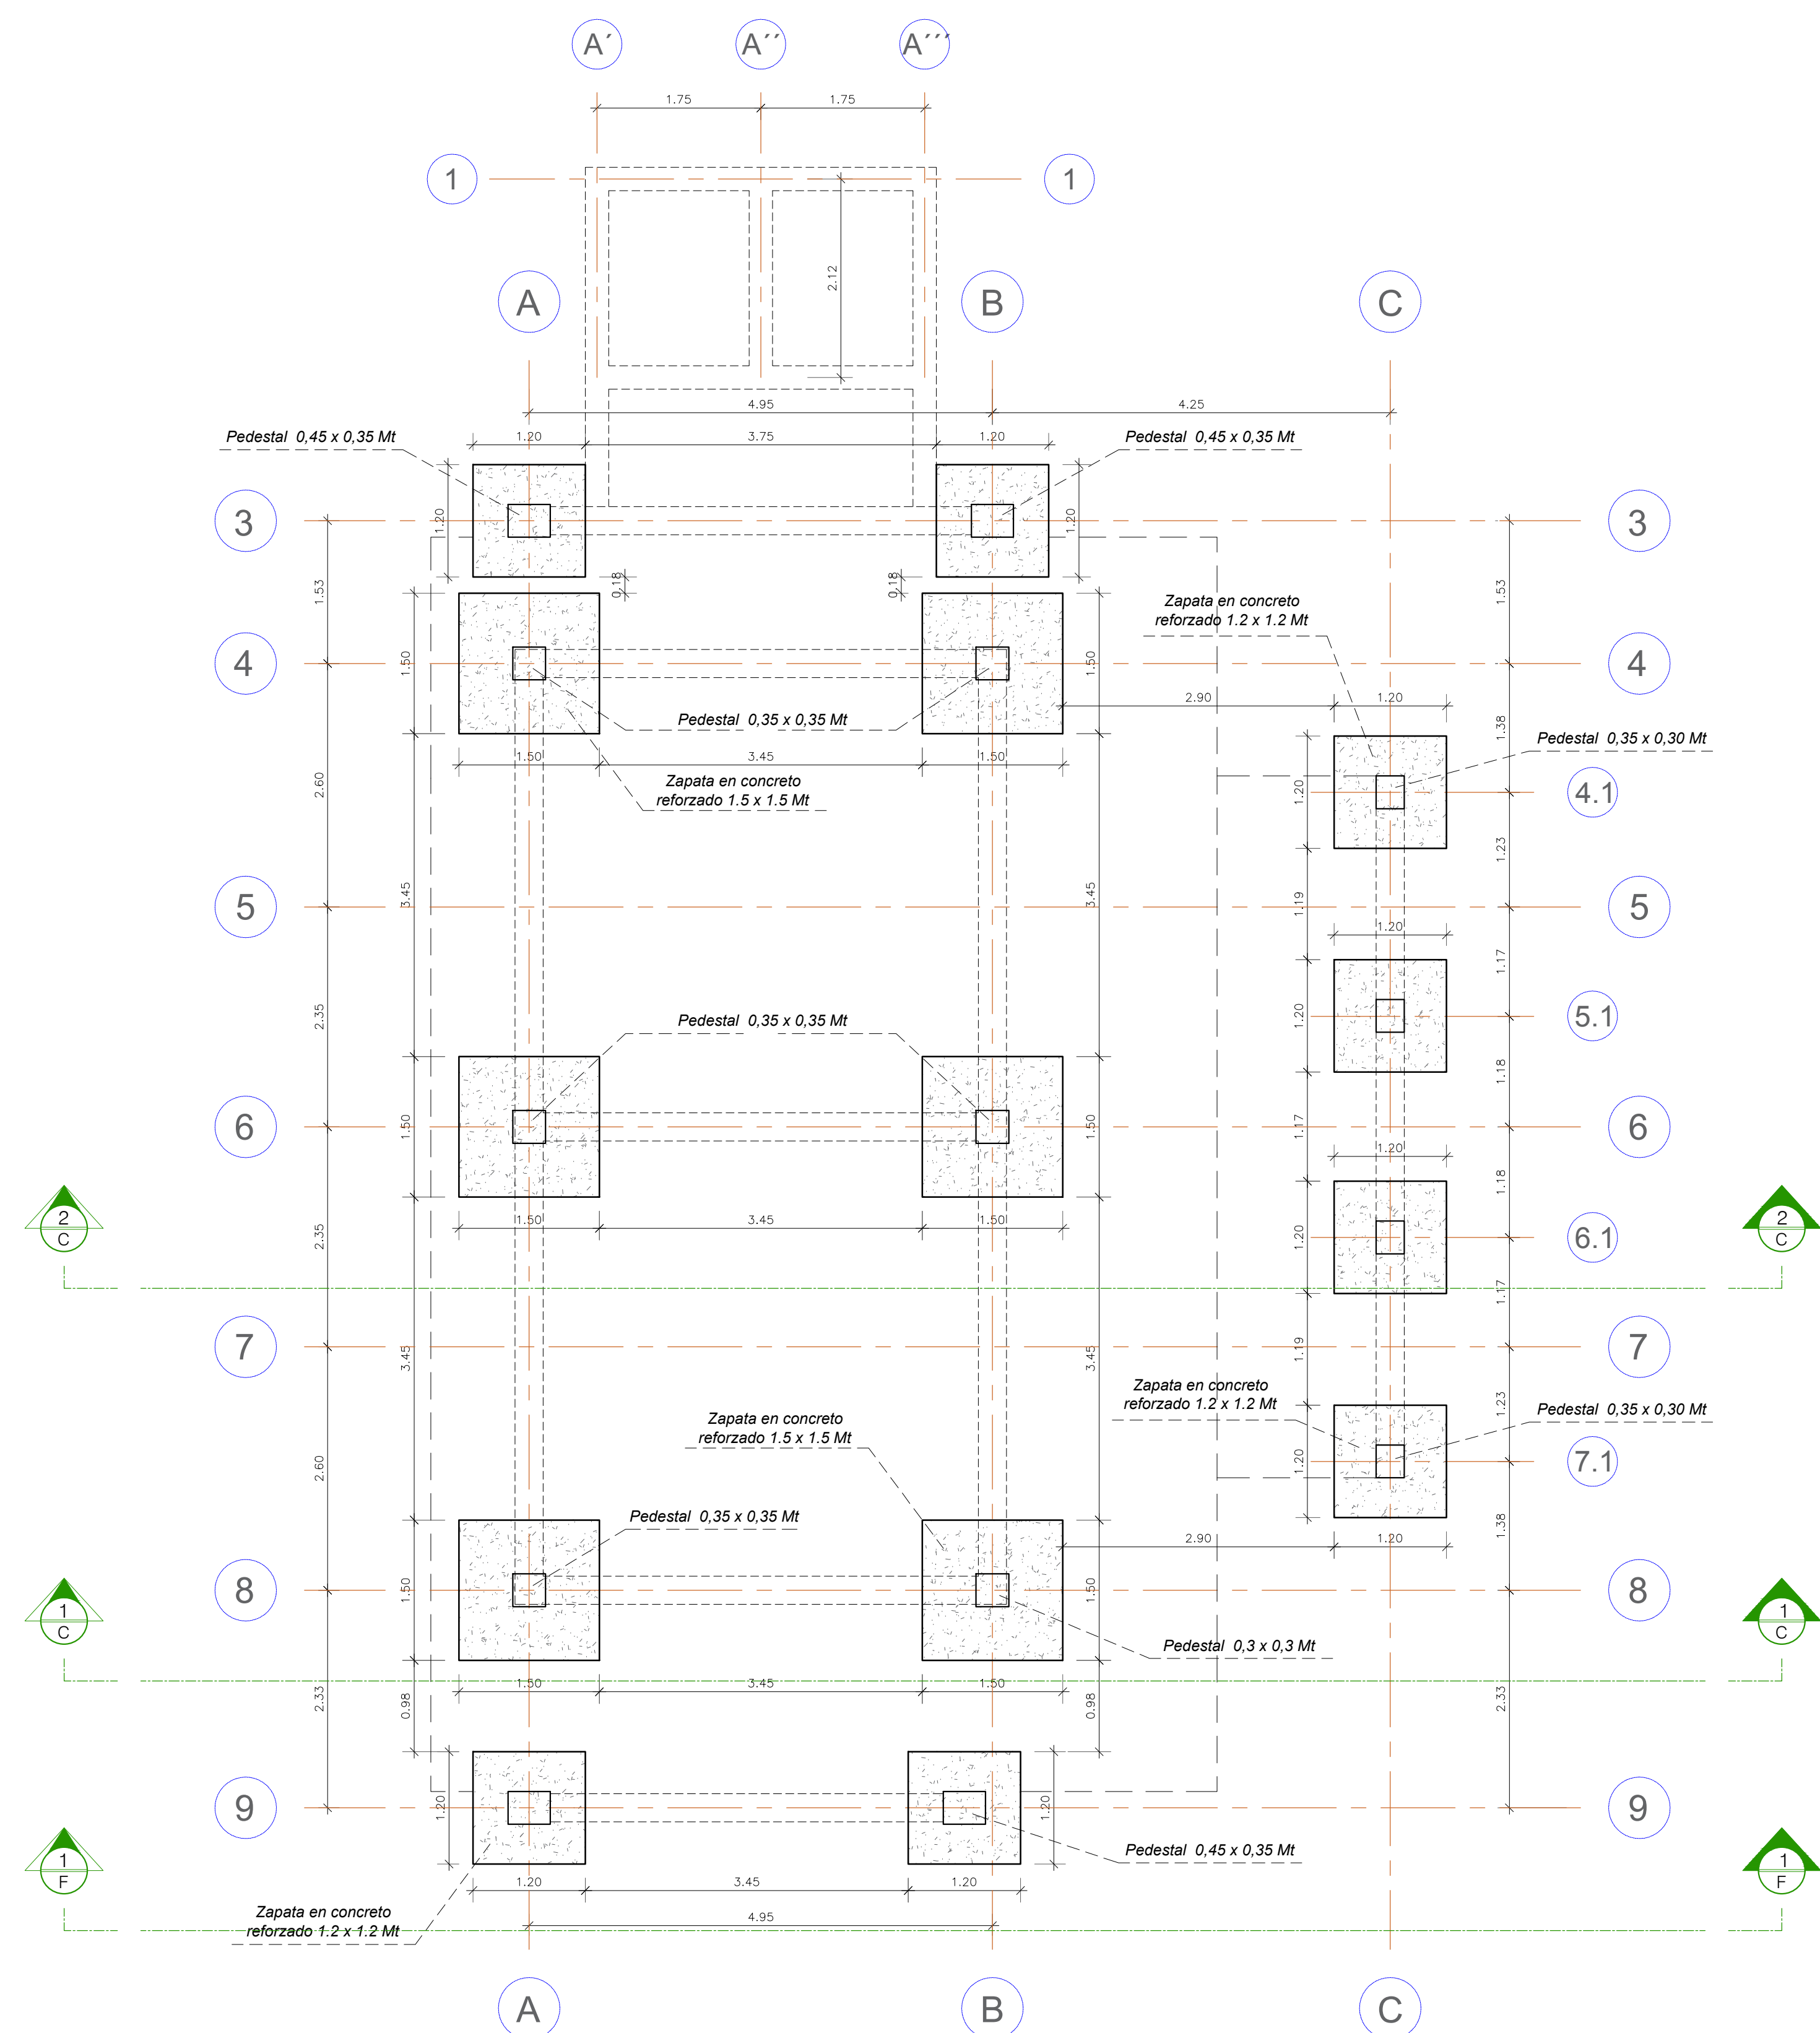 A´ A´´ A´´´
1.75 1.75
1 1
2.12
A B C
4.95 4.25
Pedestal 0,45 x 0,35 Mt
1.20 3.75 1.20
Pedestal 0,45 x 0,35 Mt
1.20 1.20
3 3
0,18 0,18
1.53 1.53
Zapata en concreto
reforzado 1.2 x 1.2 Mt
4 1.50 1.50 4
2.90 1.20
Pedestal 0,35 x 0,35 Mt
1.38
Pedestal 0,35 x 0,30 Mt
1.50 3.45 1.50
Zapata en concreto
reforzado 1.5 x 1.5 Mt
2.60
1.20
4.1
1.23
3.45 3.45
1.19
5 5
1.20
1.17
2.35
Pedestal 0,35 x 0,35 Mt
1.20
5.1
1.18
1.50 1.50
1.17
6 6
1.20
1.18
2
C
1.50 3.45 1.50
2
C
2.35
1.20
6.1
1.17
3.45 3.45
1.19
7 7
Zapata en concreto
reforzado 1.2 x 1.2 Mt
1.23
Pedestal 0,35 x 0,30 Mt
Zapata en concreto
reforzado 1.5 x 1.5 Mt
2.60
1.20
7.1
Pedestal 0,35 x 0,35 Mt
1.38
2.90 1.20
8 1.50 1.50 8
1
C
1
C
Pedestal 0,3 x 0,3 Mt
1.50 3.45 1.50
2.33 0.98 0.98 2.33
9 1.20 1.20 9
Pedestal 0,45 x 0,35 Mt
1
F
1
F
1.20 3.45 1.20
Zapata en concreto
reforzado 1.2 x 1.2 Mt
4.95
A B C